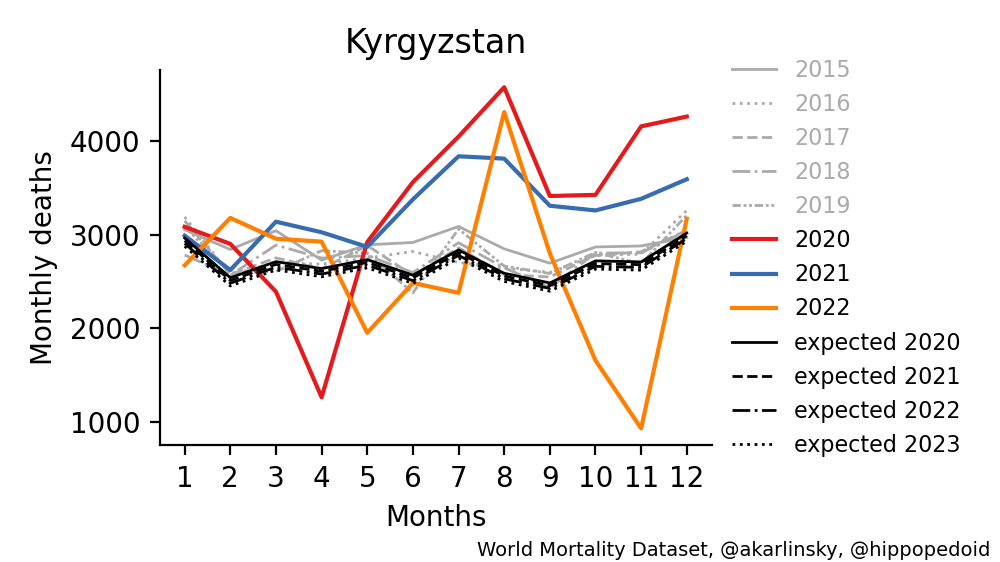 Kyrgyzstan
Monthly deaths
4000
3000
2000
1000
1 2 3 4 5 6 7 8 9 10 11 12
Months
2015
2016
2017
2018
2019
2020
2021
2022
expected 2020
expected 2021
expected 2022
expected 2023
World Mortality Dataset, @akarlinsky, @hippopedoid